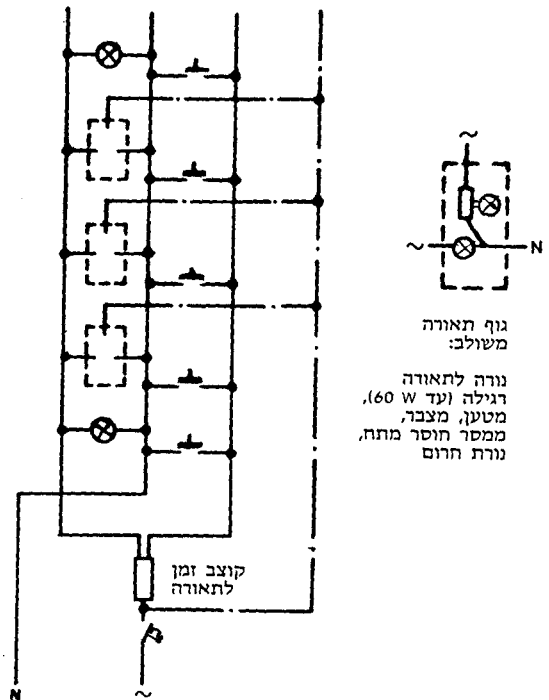 ~
~
N
גוף תאורה
משולב:
נורה לתאורה
רגילה (עד 60 W),
מטען, מצבר,
ממסר חוסר מתח,
נורת חרום
קוצב זמן
לתאורה
N
~